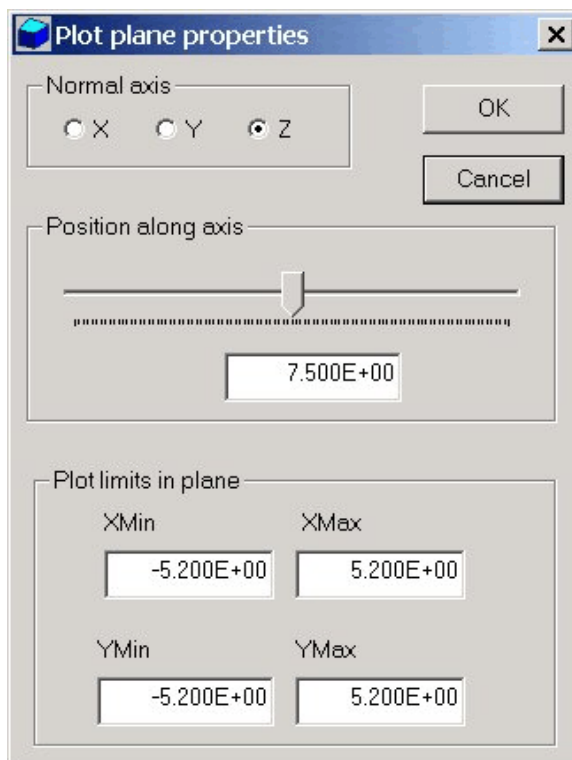 Plot plane properties
Normal axis
X Y Z
OK
Cancel
Position along axis
7.500E+00
Plot limits in plane
XMin XMax
-5.200E+00 5.200E+00
YMin YMax
-5.200E+00 5.200E+00